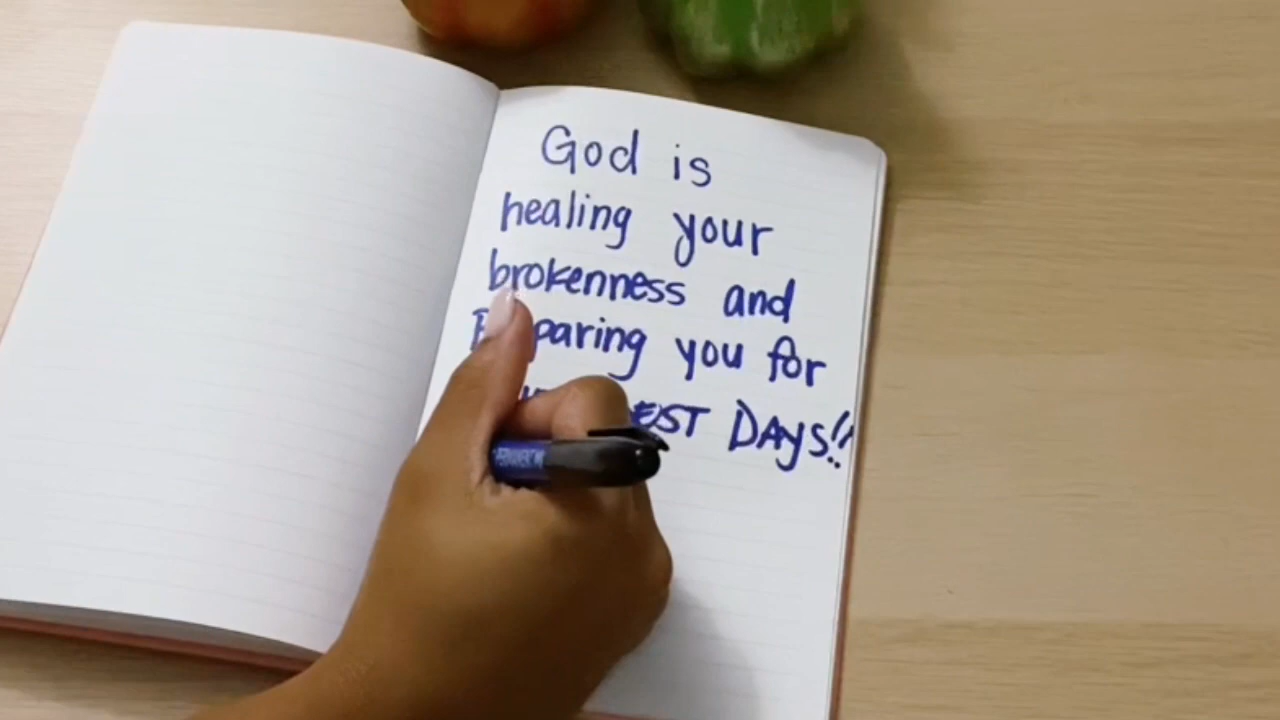 God is
healing your
brokenness and
you for
DAYS!!